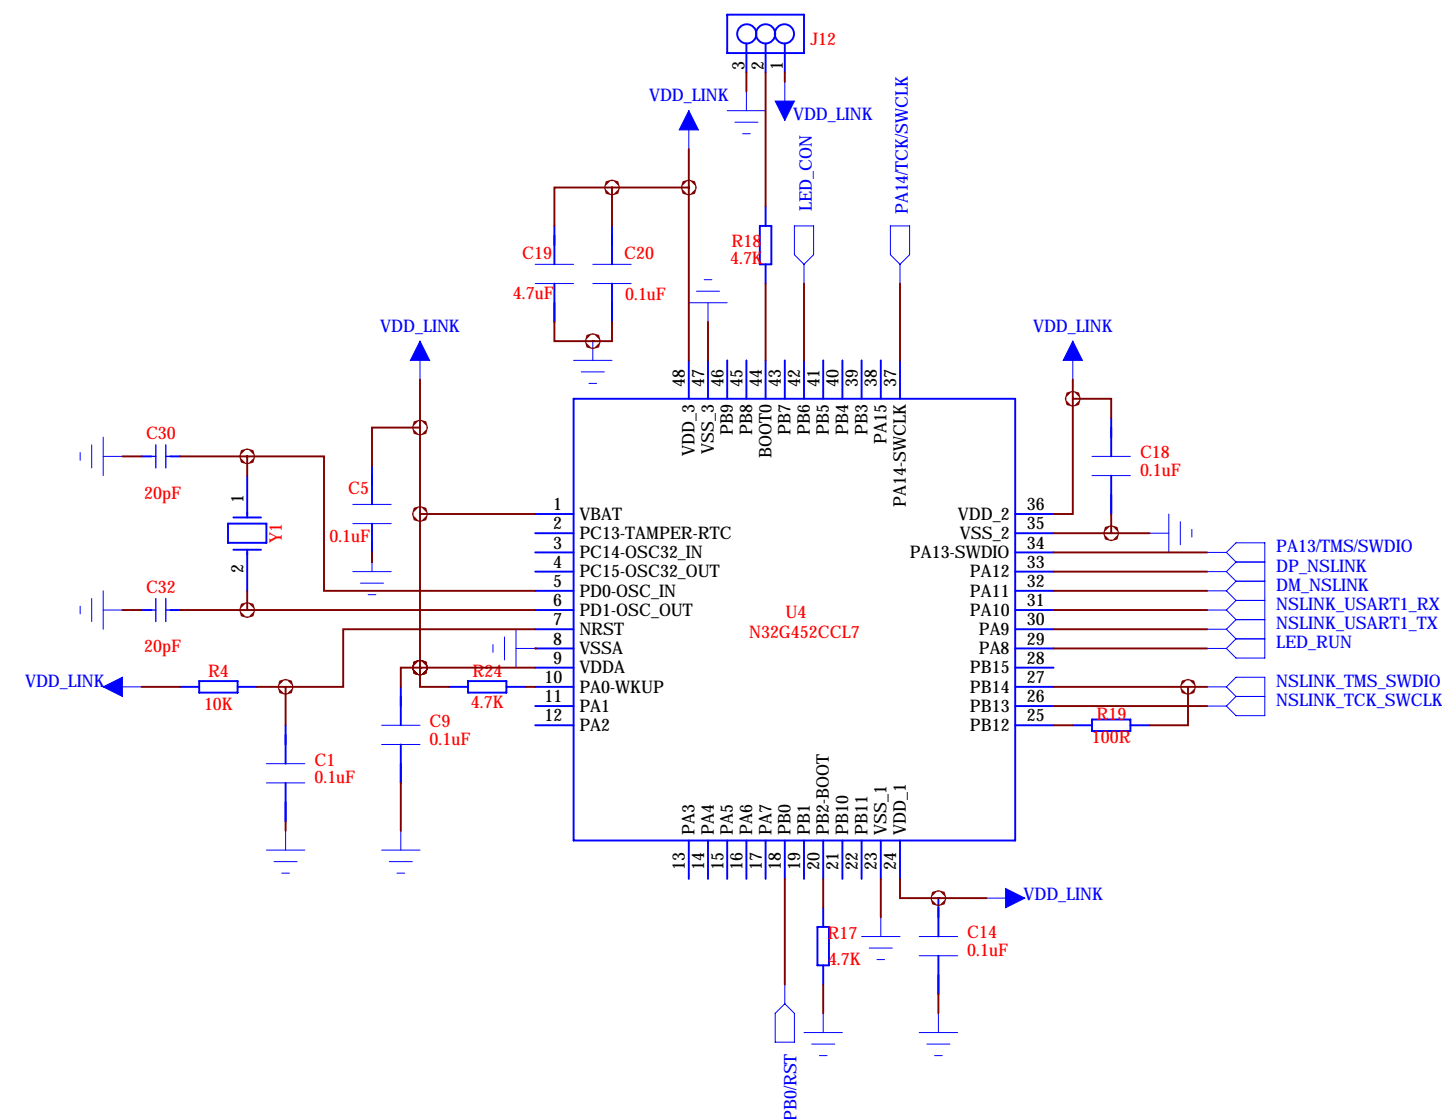 J12
3
2
1
VDD_LINK
VDD_LINK
LED_CON
PA14/TCK/SWCLK
R18
4.7K
C19
4.7uF
C20
0.1uF
VDD_LINK
VDD_LINK
48
47
46
45
44
43
42
41
40
39
38
37
VDD_3
VSS_3
PB9
PB8
BOOT0
PB7
PB6
PB5
PB4
PB3
PA15
PA14-SWCLK
C30
20pF
C5
0.1uF
1
Y1
2
C32
20pF
C18
0.1uF
1
2
3
4
5
6
7
8
9
10
11
12
VBAT
PC13-TAMPER-RTC
PC14-OSC32_IN
PC15-OSC32_OUT
PD0-OSC_IN
PD1-OSC_OUT
NRST
VSSA
VDDA
PA0-WKUP
PA1
PA2
U4
N32G452CCL7
VDD_2
VSS_2
PA13-SWDIO
PA12
PA11
PA10
PA9
PA8
PB15
PB14
PB13
PB12
36
35
34
33
32
31
30
29
28
27
26
25
PA13/TMS/SWDIO
DP_NSLINK
DM_NSLINK
NSLINK_USART1_RX
NSLINK_USART1_TX
LED_RUN
NSLINK_TMS_SWDIO
NSLINK_TCK_SWCLK
R19
100R
VDD_LINK
R4
10K
R24
4.7K
C9
0.1uF
C1
0.1uF
PA3
PA4
PA5
PA6
PA7
PB0
PB1
PB2-BOOT
PB10
PB11
VSS_1
VDD_1
13
14
15
16
17
18
19
20
21
22
23
24
VDD_LINK
R17
4.7K
C14
0.1uF
PB0/RST